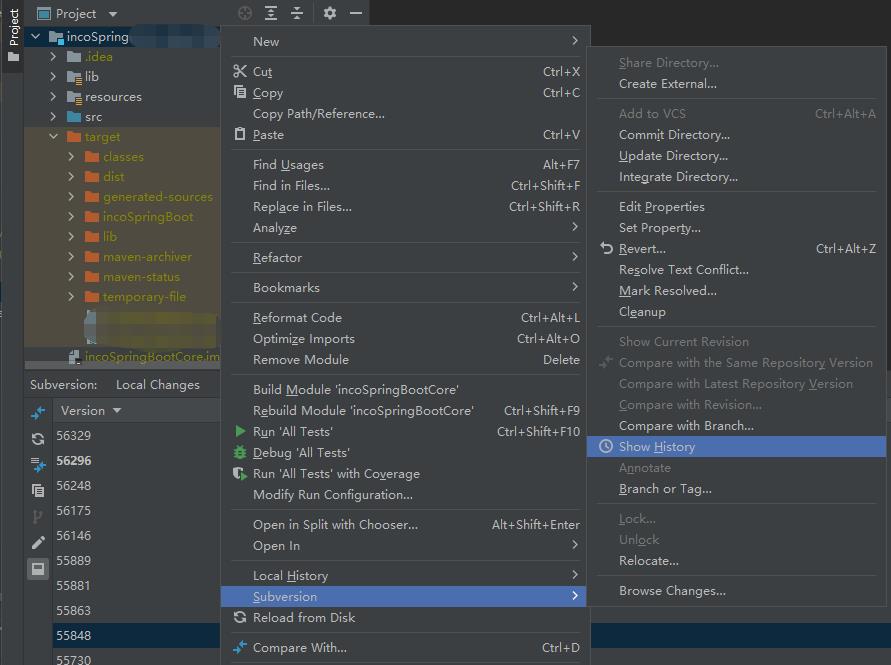 Project
Project
incoSpring
.idea
lib
resources
src
target
classes
dist
generated-sources
incoSpringBoot
lib
maven-archiver
maven-status
temporary-file
incoSpringBootCore.im
Subversion: Local Changes
Version
56329
56296
56248
56175
56146
55889
55881
55863
55848
55730
New
Cut Ctrl+X
Copy Ctrl+C
Copy Path/Reference...
Paste Ctrl+V
Find Usages Alt+F7
Find in Files... Ctrl+Shift+F
Replace in Files... Ctrl+Shift+R
Analyze
Refactor
Bookmarks
Reformat Code Ctrl+Alt+L
Optimize Imports Ctrl+Alt+O
Remove Module Delete
Build Module 'incoSpringBootCore'
Rebuild Module 'incoSpringBootCore' Ctrl+Shift+F9
Run 'All Tests' Ctrl+Shift+F10
Debug 'All Tests'
Run 'All Tests' with Coverage
Modify Run Configuration...
Open in Split with Chooser... Alt+Shift+Enter
Open In
Local History
Subversion
Reload from Disk
Compare With... Ctrl+D
Share Directory...
Create External...
Add to VCS Ctrl+Alt+A
Commit Directory...
Update Directory...
Integrate Directory...
Edit Properties
Set Property...
Revert... Ctrl+Alt+Z
Resolve Text Conflict...
Mark Resolved...
Cleanup
Show Current Revision
Compare with the Same Repository Version
Compare with Latest Repository Version
Compare with Revision...
Compare with Branch...
Show History
Annotate
Branch or Tag...
Lock...
Unlock
Relocate...
Browse Changes...